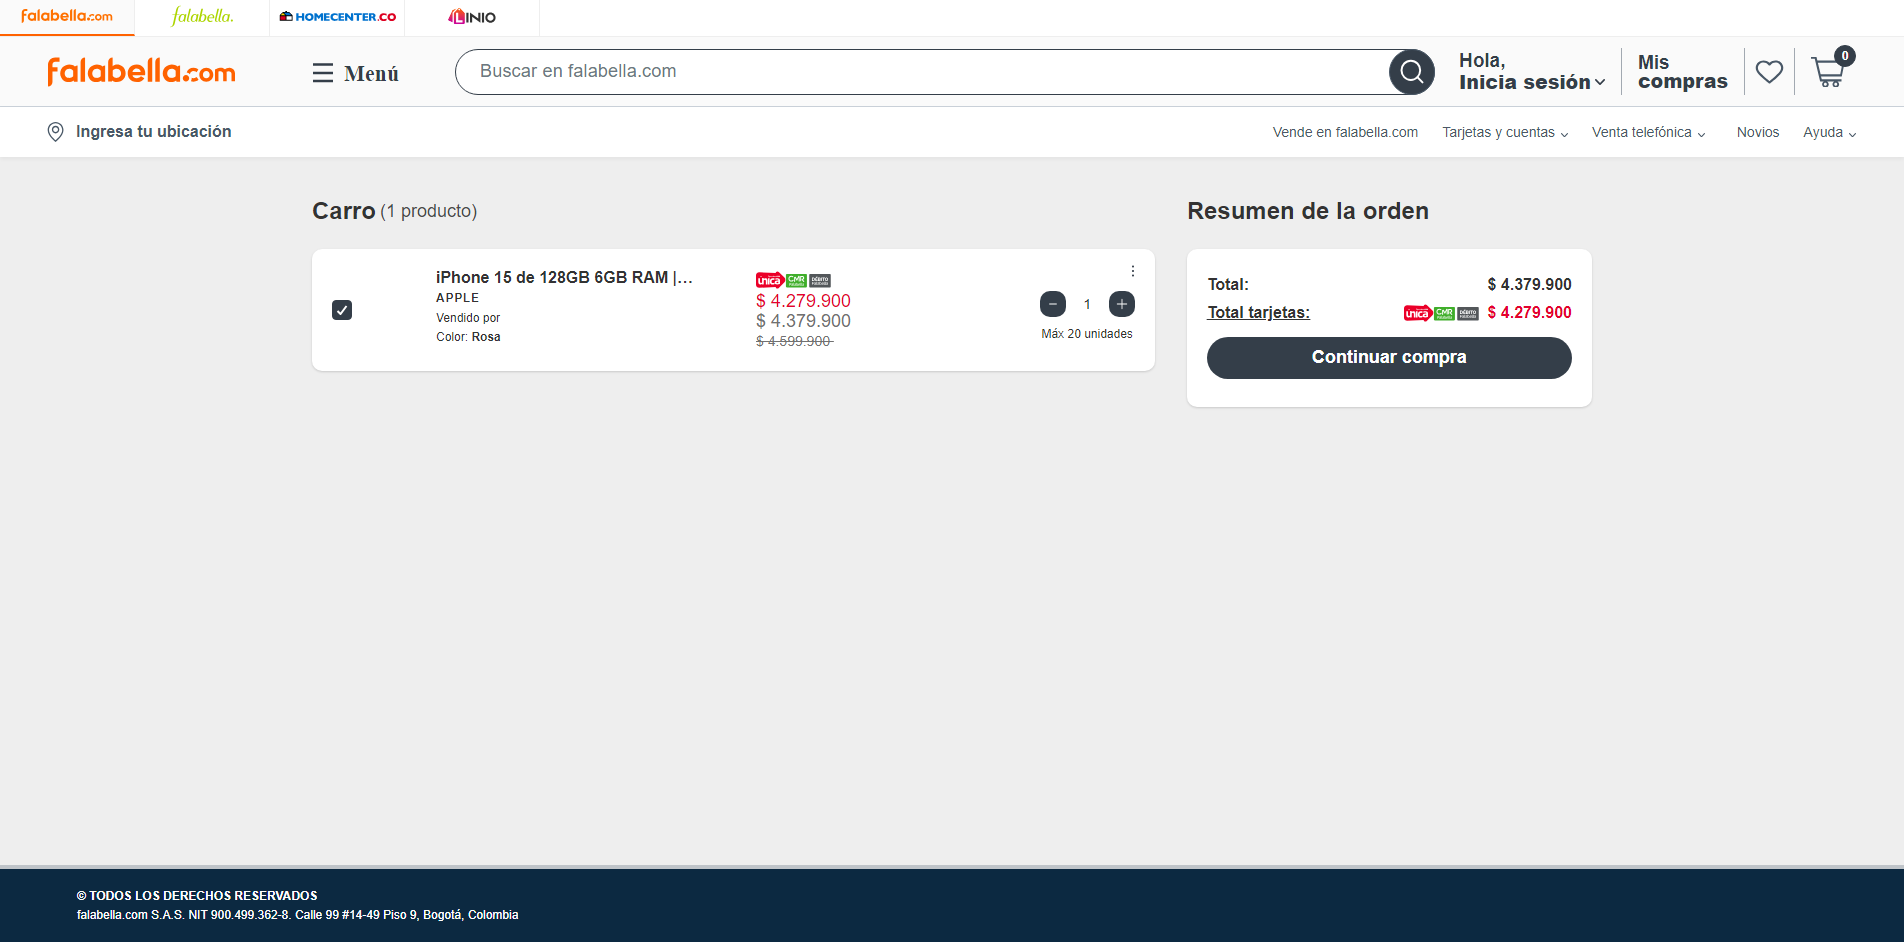 falabella.com
falabella.
HOMECENTER.CO
LINIO
falabella.com
Menú
Buscar en falabella.com
Hola,
Inicia sesión
Mis
compras
0
Ingresa tu ubicación
Vende en falabella.com
Tarjetas y cuentas
Venta telefónica
Novios
Ayuda
Carro (1 producto)
iPhone 15 de 128GB 6GB RAM |...
APPLE
Vendido por
Color: Rosa
única CMR DÉBITO
$ 4.279.900
$ 4.379.900
$ 4.599.900
1
Máx 20 unidades
Resumen de la orden
Total: $ 4.379.900
Total tarjetas: única CMR DÉBITO $ 4.279.900
Continuar compra
© TODOS LOS DERECHOS RESERVADOS
falabella.com S.A.S. NIT 900.499.362-8. Calle 99 #14-49 Piso 9, Bogotá, Colombia